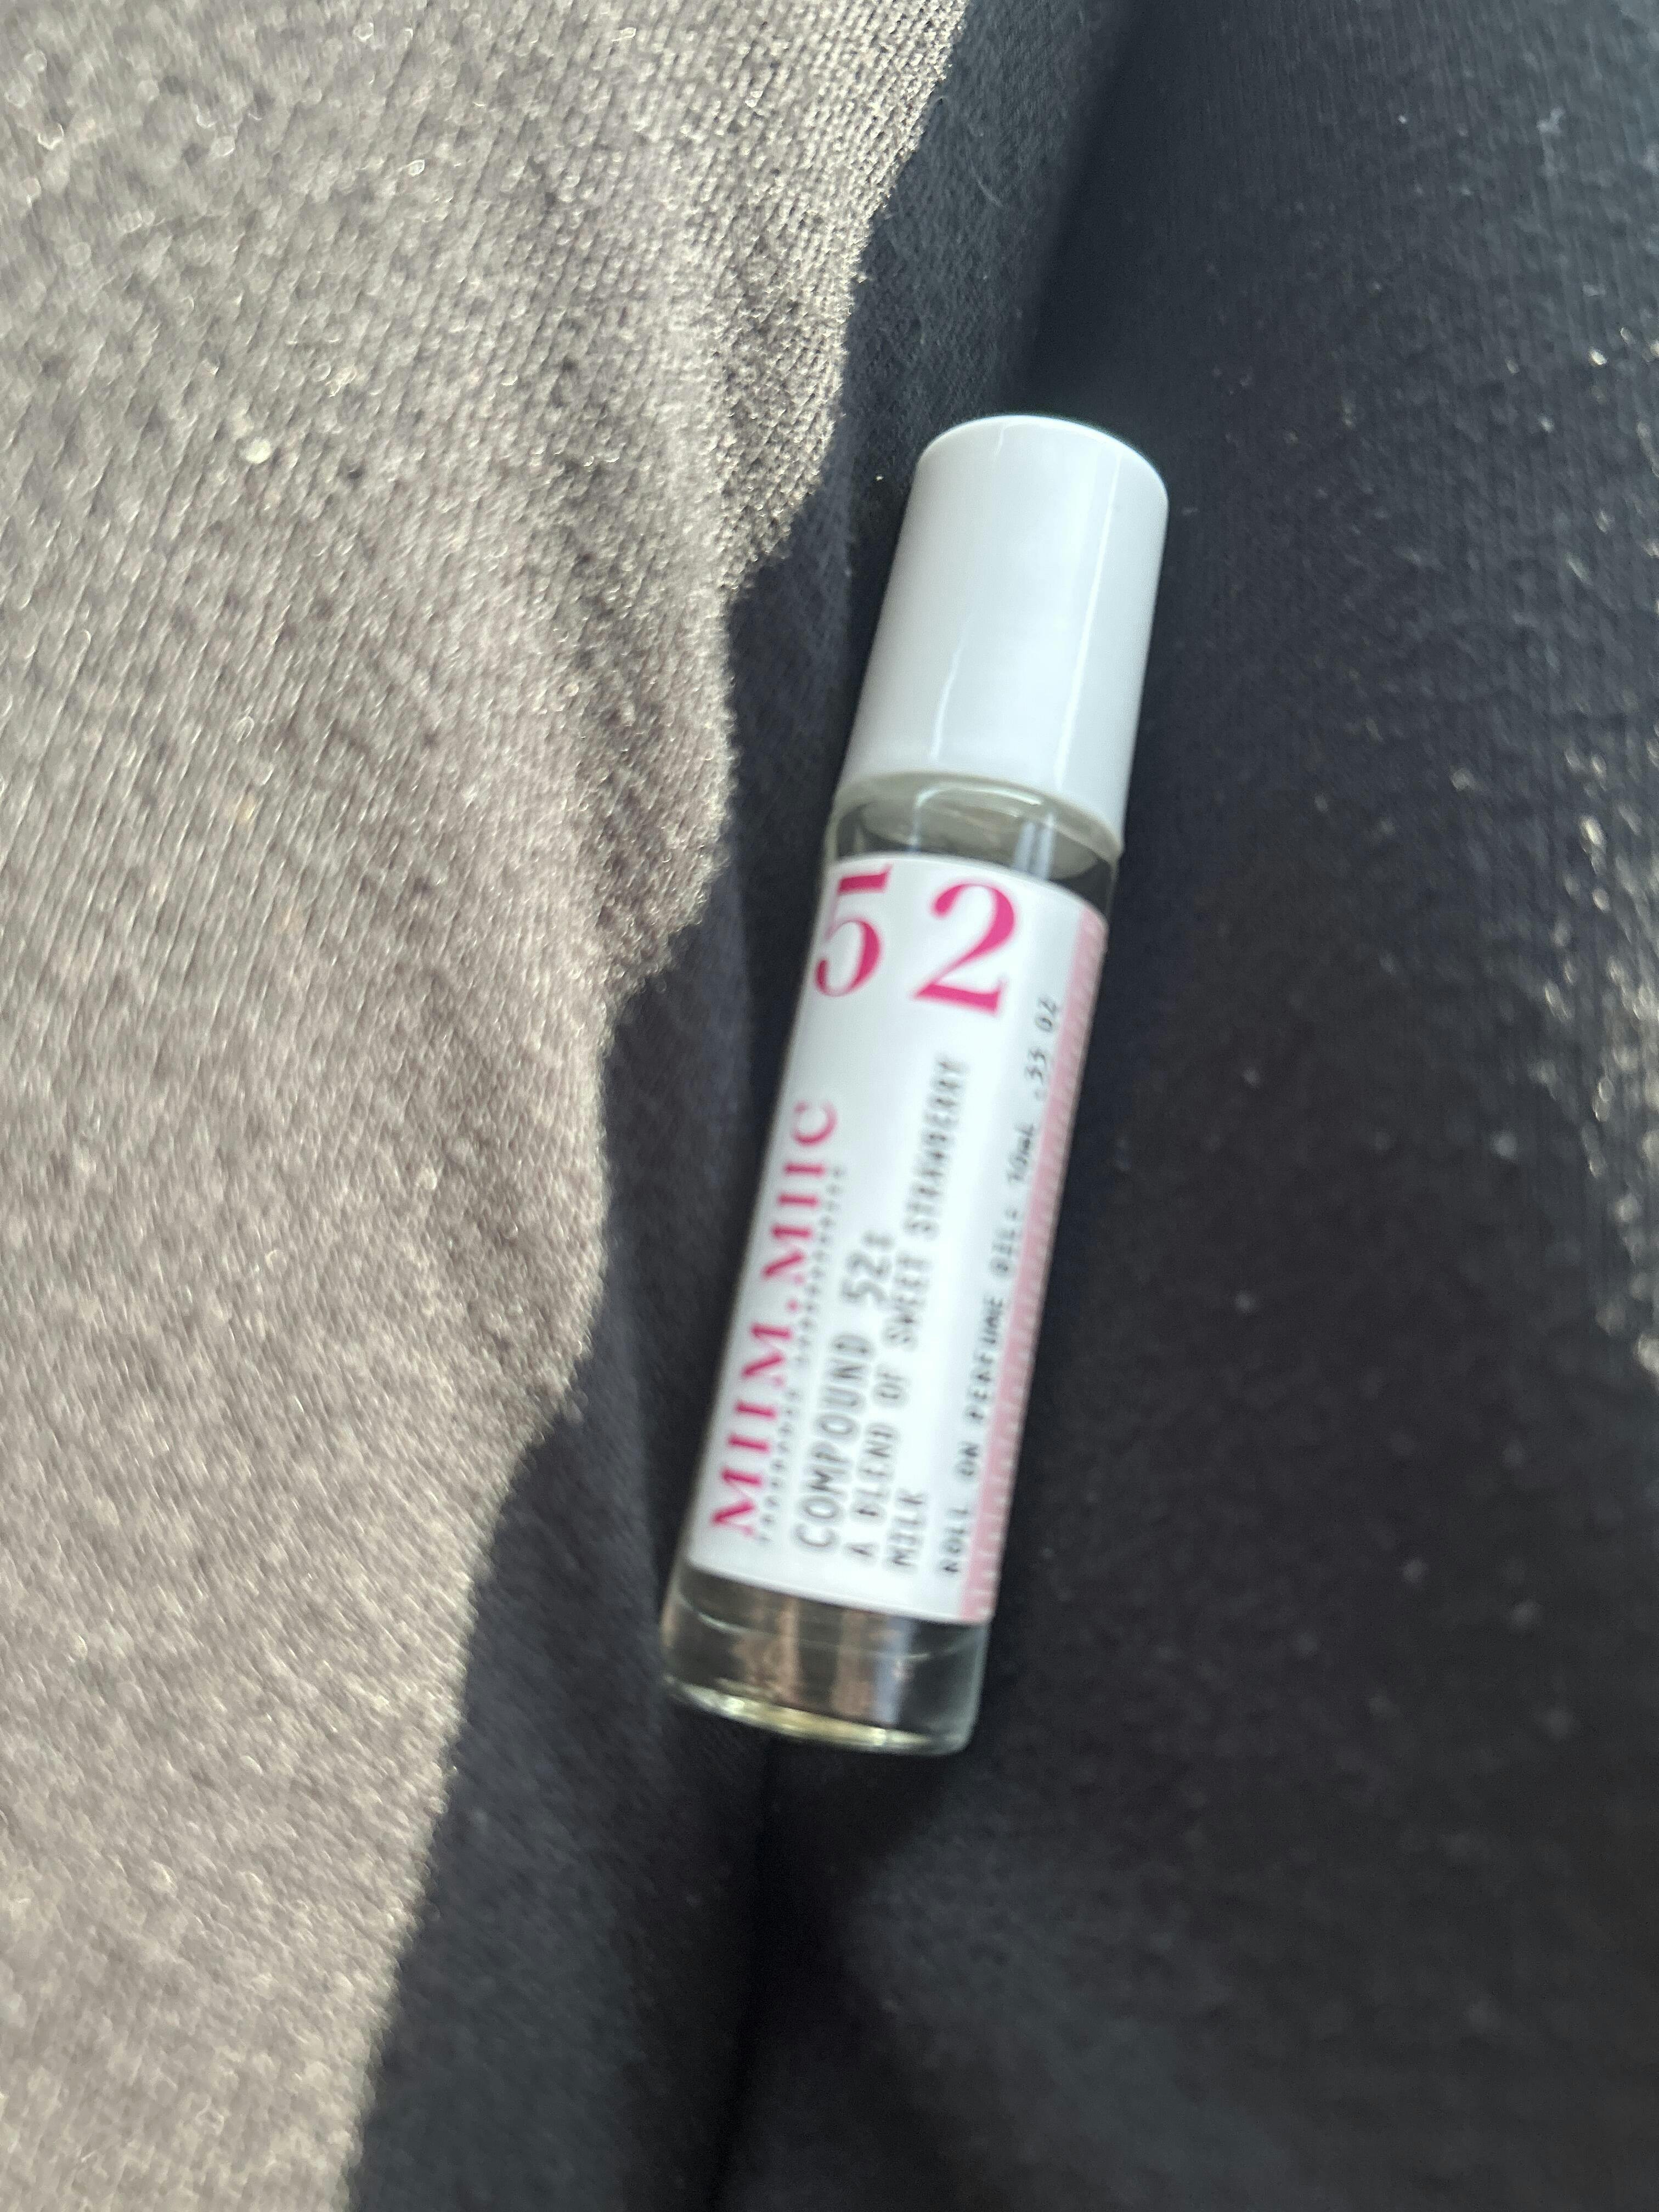 52
MIIM.MIIC
COMPOUND 52:
A BLEND OF SWEET STRAWBERRY
MILK
ROLL ON PERFUME OIL= 10mL .33 OZ